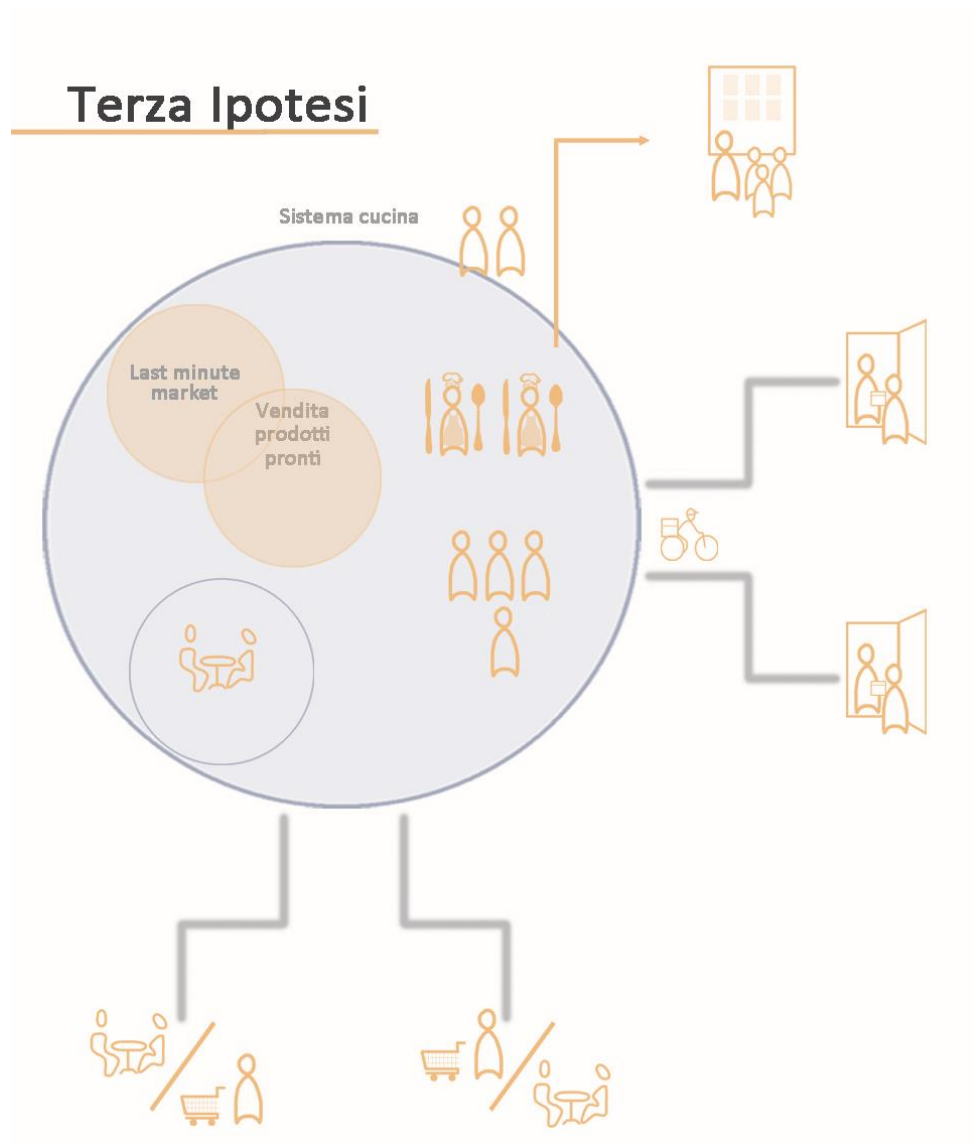 Terza Ipotesi
Sistema cucina
Last minute
market
Vendita
prodotti
pronti